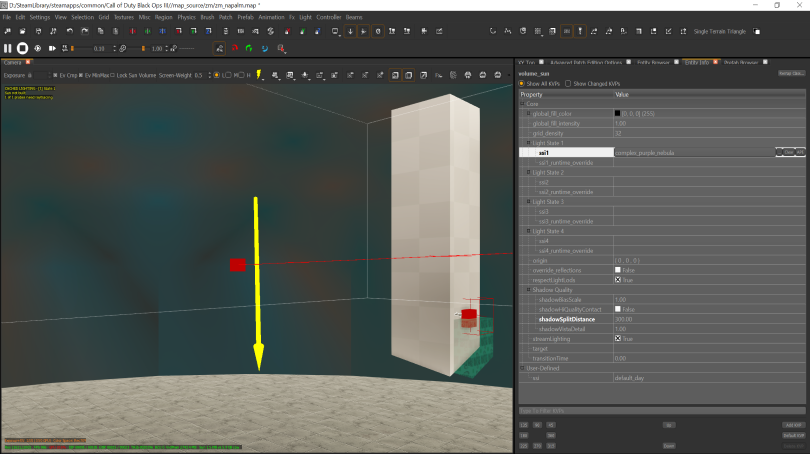 D:/SteamLibrary/steamapps/common/Call of Duty Black Ops III//map_source/zm/zm_napalm.map *
File Edit Settings View Selection Grid Textures Misc Region Physics Brush Patch Prefab Animation Fx Light Controller Beams
Single Terrain Triangle
0.10 1.00
Camera
Exposure Ex Crop Ev MinMax Lock Sun Volume Screen-Weight 0.5
XY Top Advanced Patch Editing Options Entity Browser Entity Info Prefab Browser
volume_sun
Show All KVPs Show Changed KVPs
Property Value
Core
global_fill_color [0, 0, 0] (255)
global_fill_intensity 1.00
grid_density 32
Light State 1
ssi1 complex_purple_nebula
ssi1_runtime_override
Light State 2
ssi2
ssi2_runtime_override
Light State 3
ssi3
ssi3_runtime_override
Light State 4
ssi4
ssi4_runtime_override
origin ( 0 , 0 , 0 )
override_reflections False
respectLightLods True
Shadow Quality
shadowBiasScale 1.00
shadowHiQualityContact False
shadowSplitDistance 300.00
shadowVistaDetail 1.00
streamLighting True
target
transitionTime 0.00
User-Defined
ssi default_day
Type To Filter KVPs
Add KVP
Default KVP